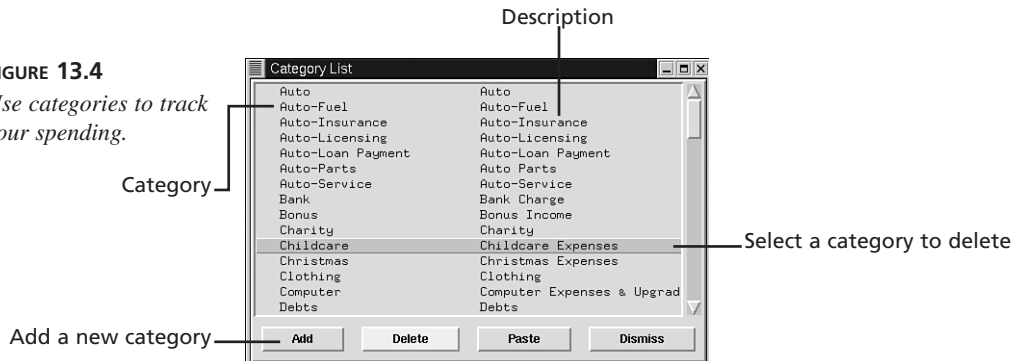 Description
IGURE 13.4
se categories to track
our spending.
Category
Category List
Auto Auto
Auto-Fuel Auto-Fuel
Auto-Insurance Auto-Insurance
Auto-Licensing Auto-Licensing
Auto-Loan Payment Auto-Loan Payment
Auto-Parts Auto Parts
Auto-Service Auto-Service
Bank Bank Charge
Bonus Bonus Income
Charity Charity
Childcare Childcare Expenses
Christmas Christmas Expenses
Clothing Clothing
Computer Computer Expenses & Upgrad
Debts Debts
Select a category to delete
Add a new category
Add Delete Paste Dismiss